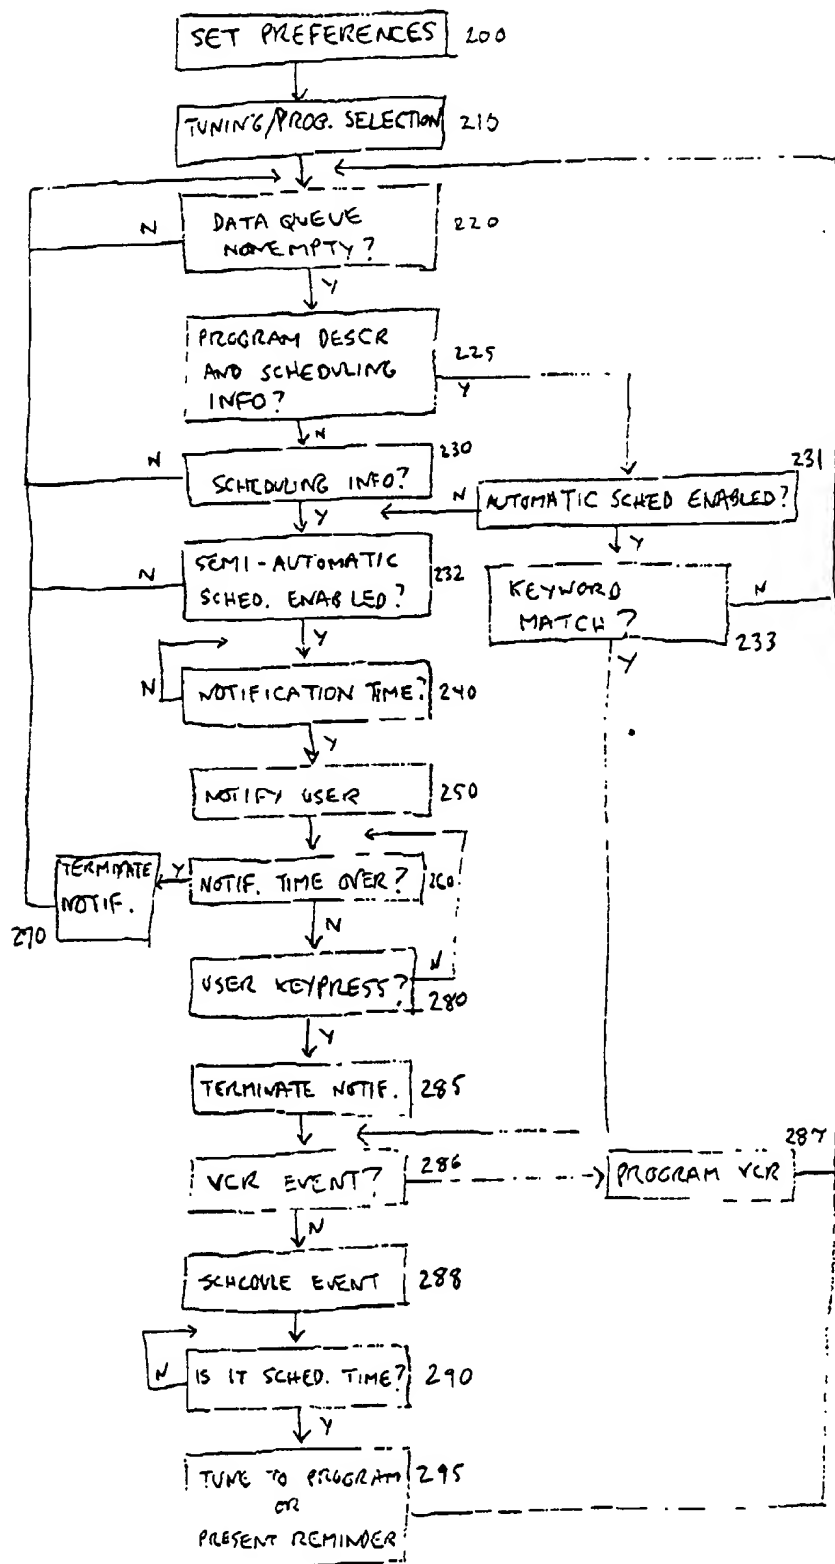 SET PREFERENCES 200
TUNING/PROG. SELECTION 210
N DATA QUEUE 220
NONEMPTY?
Y
PROGRAM DESCR
AND SCHEDULING 225
INFO? Y
N
N SCHEDULING INFO? 230
Y
N AUTOMATIC SCHED ENABLED? 231
Y
N SEMI-AUTOMATIC
SCHED. ENABLED? 232
Y
KEYWORD N
MATCH? 233
Y
N NOTIFICATION TIME? 240
Y
NOTIFY USER 250
TERMINATE Y
NOTIF.
270
NOTIF. TIME OVER? 260
N
USER KEYPRESS? N
280
Y
TERMINATE NOTIF. 285
VCR EVENT? 286
PROGRAM VCR 287
N
SCHEDULE EVENT 288
N IS IT SCHED. TIME? 290
Y
TUNE TO PROGRAM 295
OR
PRESENT REMINDER